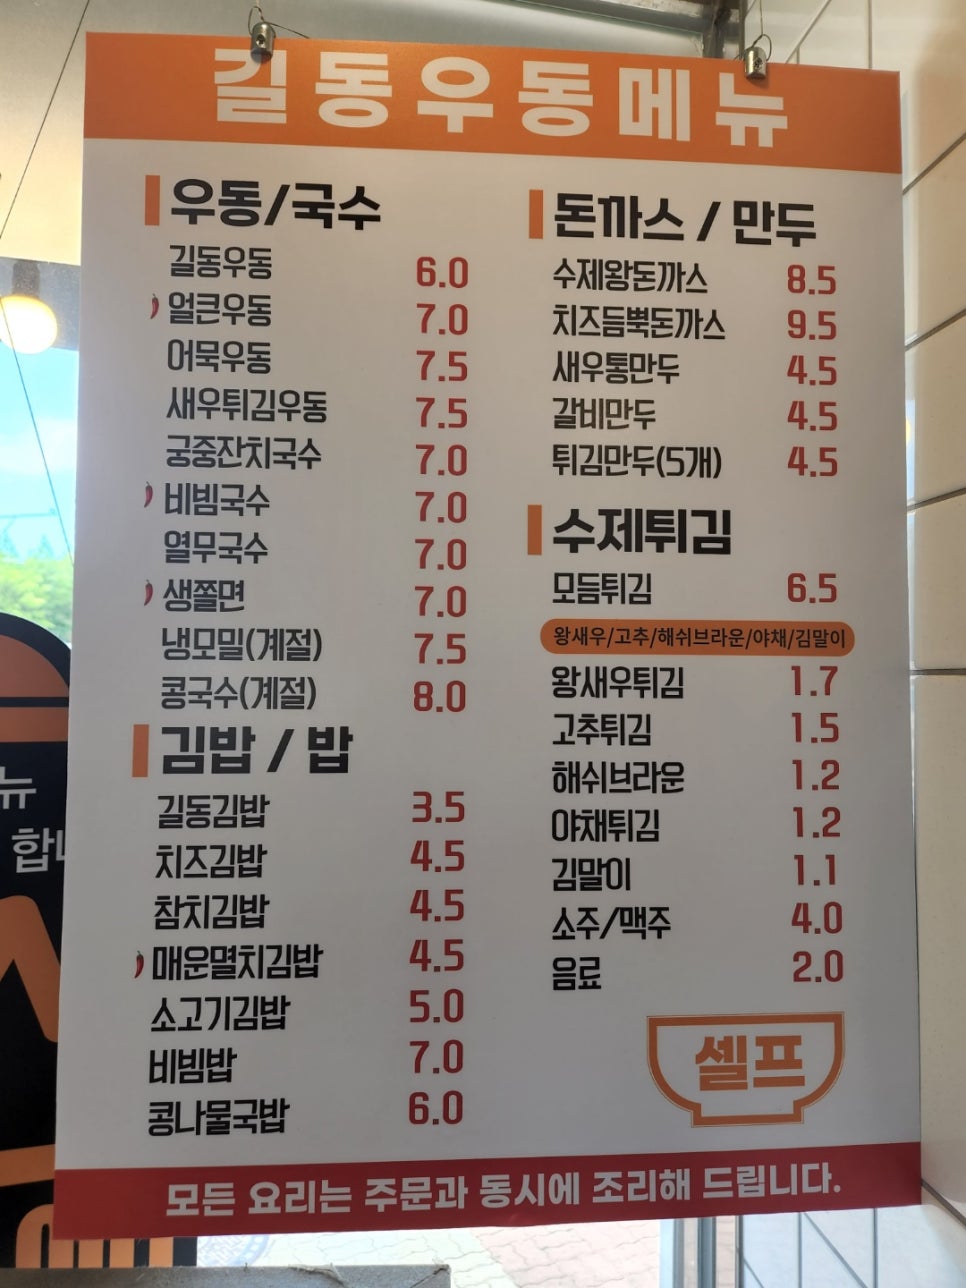 길동우동메뉴
우동/국수
길동우동 6.0
얼큰우동 7.0
어묵우동 7.5
새우튀김우동 7.5
궁중잔치국수 7.0
비빔국수 7.0
열무국수 7.0
생쫄면 7.0
냉모밀(계절) 7.5
콩국수(계절) 8.0
김밥 / 밥
길동김밥 3.5
치즈김밥 4.5
참치김밥 4.5
매운멸치김밥 4.5
소고기김밥 5.0
비빔밥 7.0
콩나물국밥 6.0
돈까스 / 만두
수제왕돈까스 8.5
치즈듬뿍돈까스 9.5
새우통만두 4.5
갈비만두 4.5
튀김만두(5개) 4.5
수제튀김
모듬튀김 6.5
왕새우/고추/해쉬브라운/야채/김말이
왕새우튀김 1.7
고추튀김 1.5
해쉬브라운 1.2
야채튀김 1.2
김말이 1.1
소주/맥주 4.0
음료 2.0
셀프
모든 요리는 주문과 동시에 조리해 드립니다.
뉴